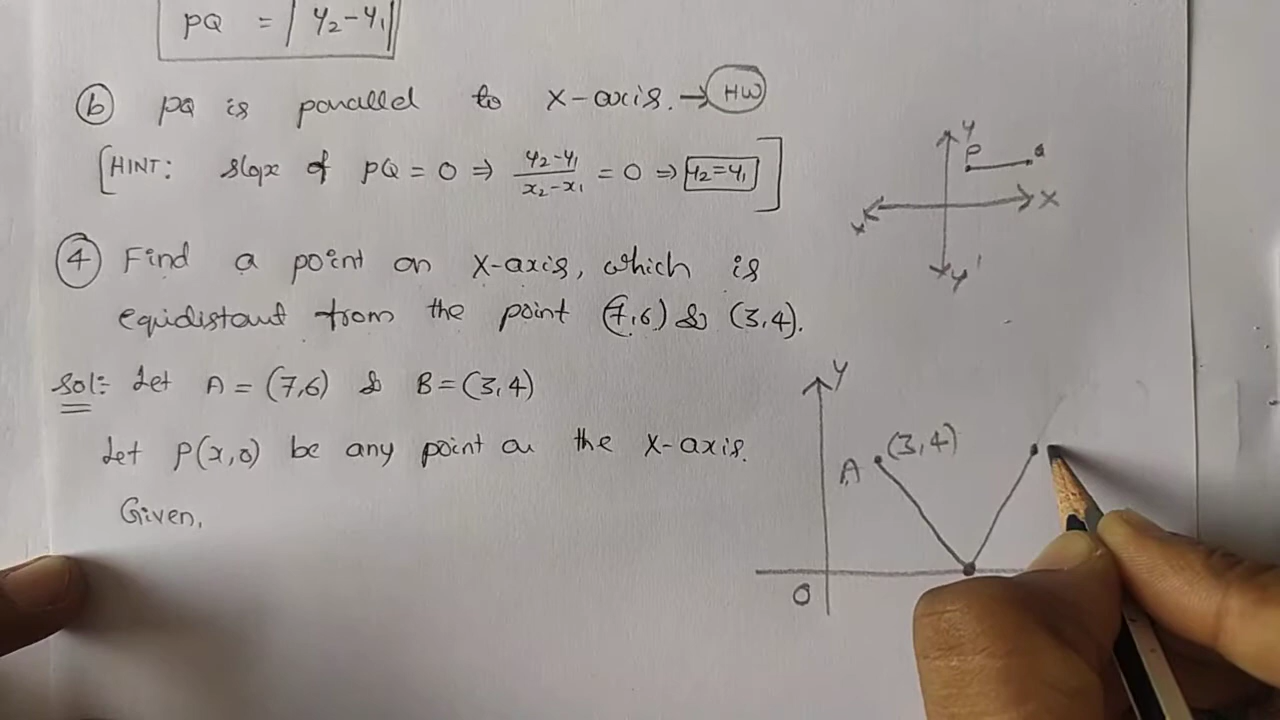 PQ = | y₂-y₁ |
(b) PQ is parallel to X-axis. → HW
[HINT: slope of PQ = 0 ⇒ y₂-y₁/x₂-x₁ = 0 ⇒ y₂=y₁]
Y
P Q
X' X
Y'
(4) Find a point on X-axis, which is
equidistant from the point (7,6) & (3,4).
Sol:- Let A = (7,6) & B = (3,4)
Let P(x,0) be any point on the X-axis.
Given,
Y
A (3,4)
O